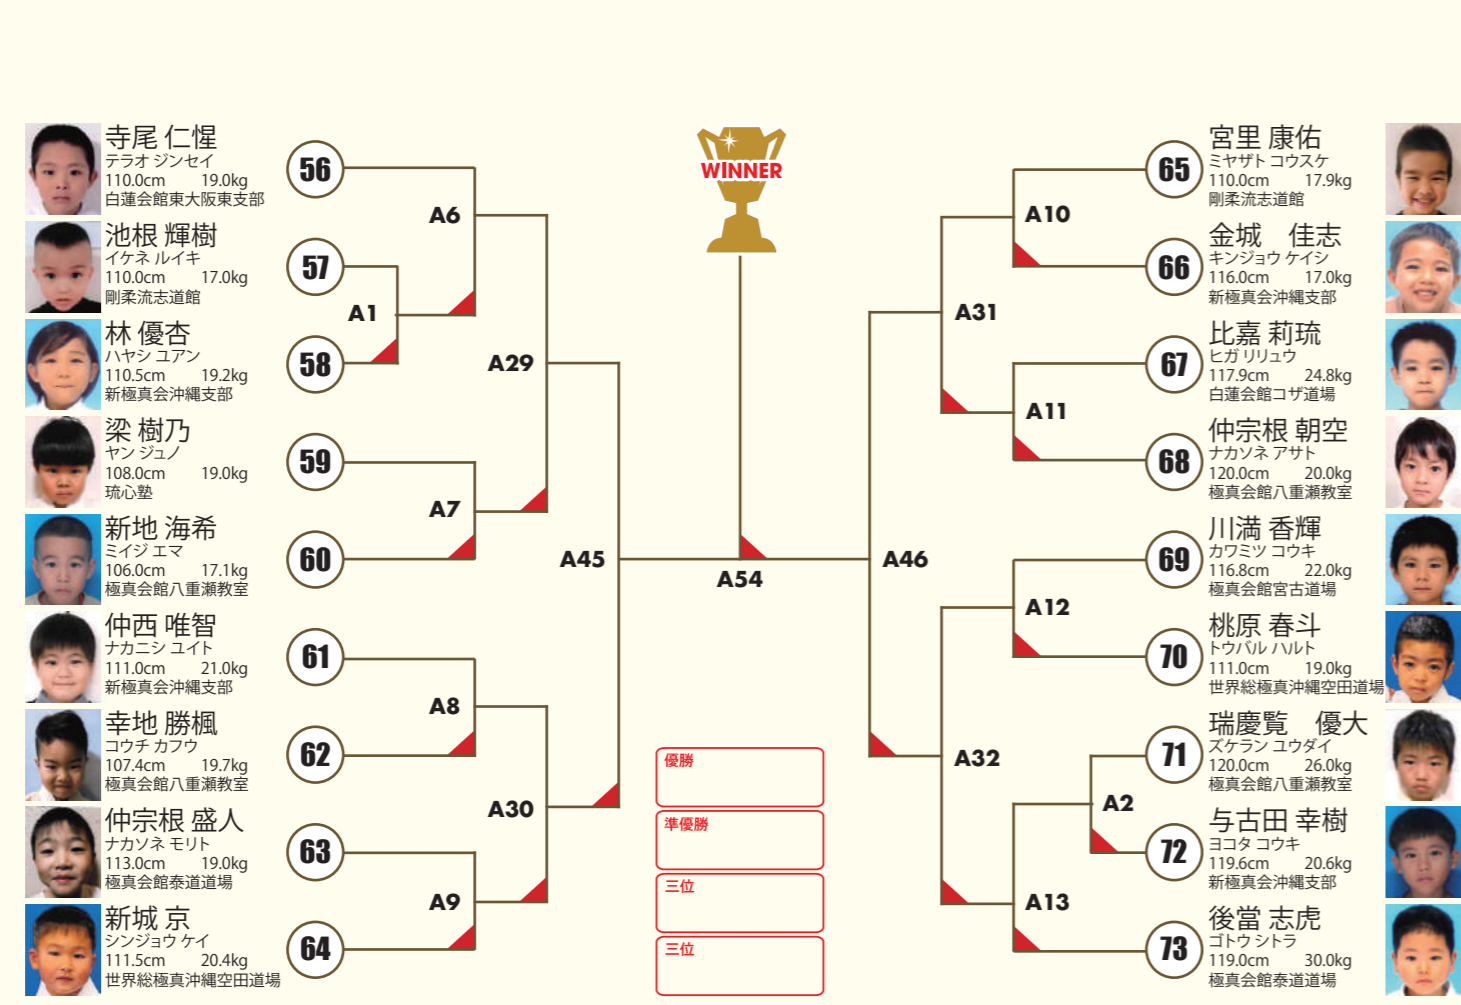 寺尾 仁惺
テラオ ジンセイ
110.0cm 19.0kg
白蓮会館東大阪東支部
56
池根 輝樹
イケネ ルイキ
110.0cm 17.0kg
剛柔流志道館
57
林 優杏
ハヤシ ユアン
110.5cm 19.2kg
新極真会沖縄支部
58
梁 樹乃
ヤン ジュノ
108.0cm 19.0kg
琉心塾
59
新地 海希
ミイジ エマ
106.0cm 17.1kg
極真会館八重瀬教室
60
仲西 唯智
ナカニシ ユイト
111.0cm 21.0kg
新極真会沖縄支部
61
幸地 勝楓
コウチ カフウ
107.4cm 19.7kg
極真会館八重瀬教室
62
仲宗根 盛人
ナカソネ モリト
113.0cm 19.0kg
極真会館泰道道場
63
新城 京
シンジョウ ケイ
111.5cm 20.4kg
世界総極真沖縄空田道場
64
A6
A1
A29
A7
A45
A8
A30
A9
WINNER
A54
優勝
準優勝
三位
三位
A10
A31
A11
A46
A12
A32
A2
A13
65
宮里 康佑
ミヤザト コウスケ
110.0cm 17.9kg
剛柔流志道館
66
金城　佳志
キンジョウ ケイシ
116.0cm 17.0kg
新極真会沖縄支部
67
比嘉 莉琉
ヒガ リリュウ
117.9cm 24.8kg
白蓮会館コザ道場
68
仲宗根 朝空
ナカソネ アサト
120.0cm 20.0kg
極真会館八重瀬教室
69
川満 香輝
カワミツ コウキ
116.8cm 22.0kg
極真会館宮古道場
70
桃原 春斗
トウバル ハルト
111.0cm 19.0kg
世界総極真沖縄空田道場
71
瑞慶覧　優大
ズケラン ユウダイ
120.0cm 26.0kg
極真会館八重瀬教室
72
与古田 幸樹
ヨコタ コウキ
119.6cm 20.6kg
新極真会沖縄支部
73
後當 志虎
ゴトウ シトラ
119.0cm 30.0kg
極真会館泰道道場